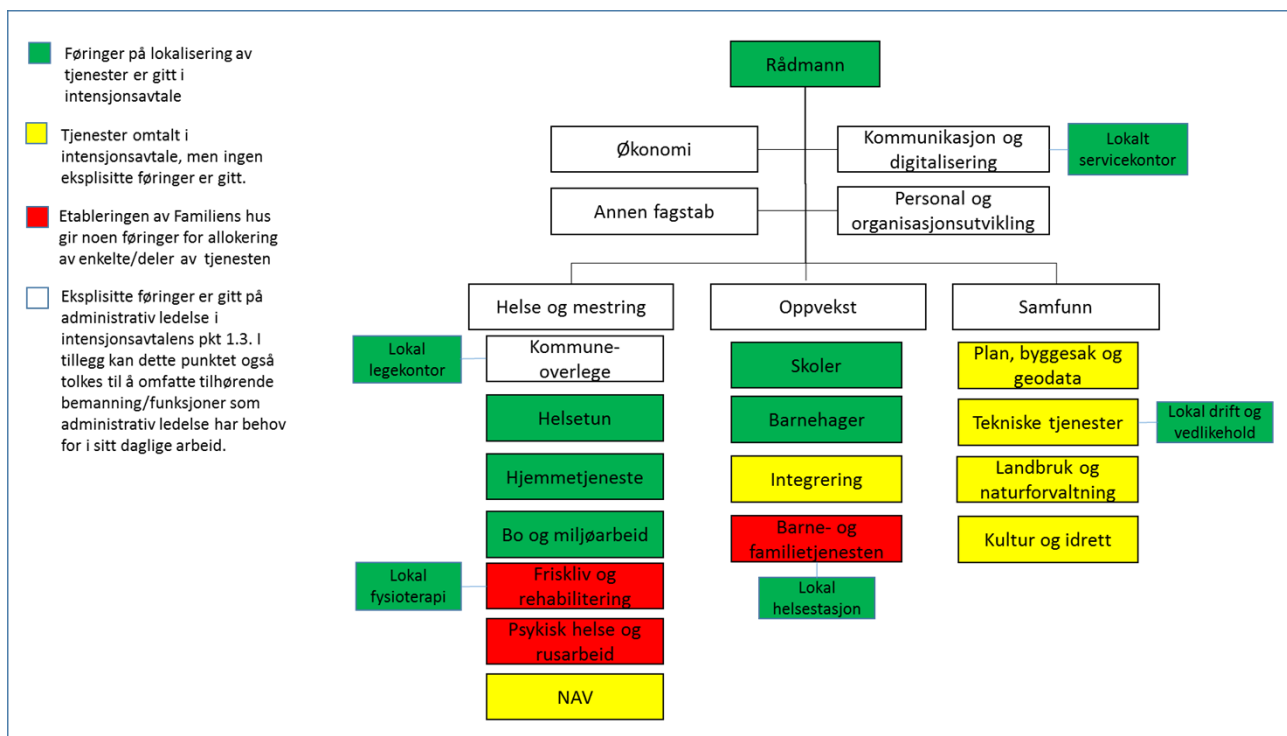 Føringer på lokalisering av
tjenester er gitt i
intensjonsavtale
Tjenester omtalt i
intensjonsavtale, men ingen
eksplisitte føringer er gitt.
Etableringen av Familiens hus
gir noen føringer for allokering
av enkelte/deler av tjenesten
Eksplisitte føringer er gitt på
administrativ ledelse i
intensjonsavtalens pkt 1.3. I
tillegg kan dette punktet også
tolkes til å omfatte tilhørende
bemanning/funksjoner som
administrativ ledelse har behov
for i sitt daglige arbeid.
Rådmann
Økonomi
Kommunikasjon og
digitalisering
Lokalt
servicekontor
Annen fagstab
Personal og
organisasjonsutvikling
Helse og mestring
Oppvekst
Samfunn
Lokal
legekontor
Kommune-
overlege
Helsetun
Hjemmetjeneste
Bo og miljøarbeid
Lokal
fysioterapi
Friskliv og
rehabilitering
Psykisk helse og
rusarbeid
NAV
Skoler
Barnehager
Integrering
Barne- og
familietjenesten
Lokal
helsestasjon
Plan, byggesak og
geodata
Tekniske tjenester
Lokal drift og
vedlikehold
Landbruk og
naturforvaltning
Kultur og idrett